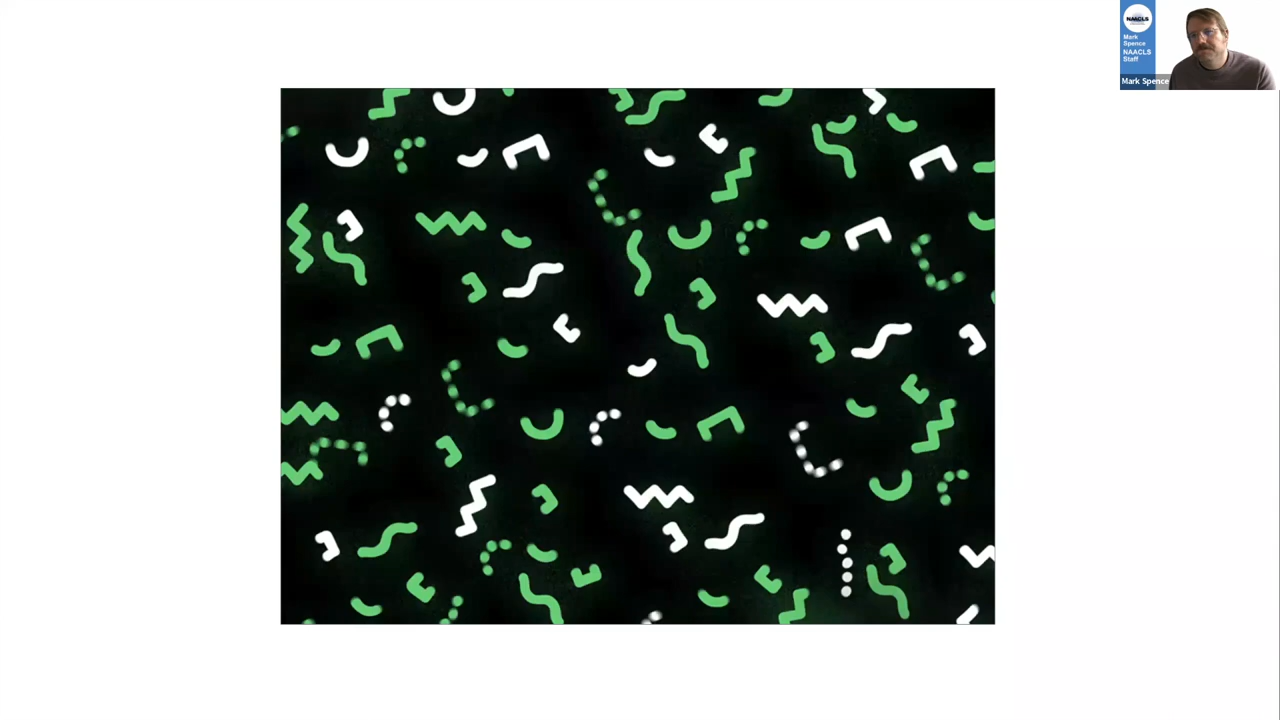 NAACLS
Mark
Spence
NAACLS
Staff
Mark Spence